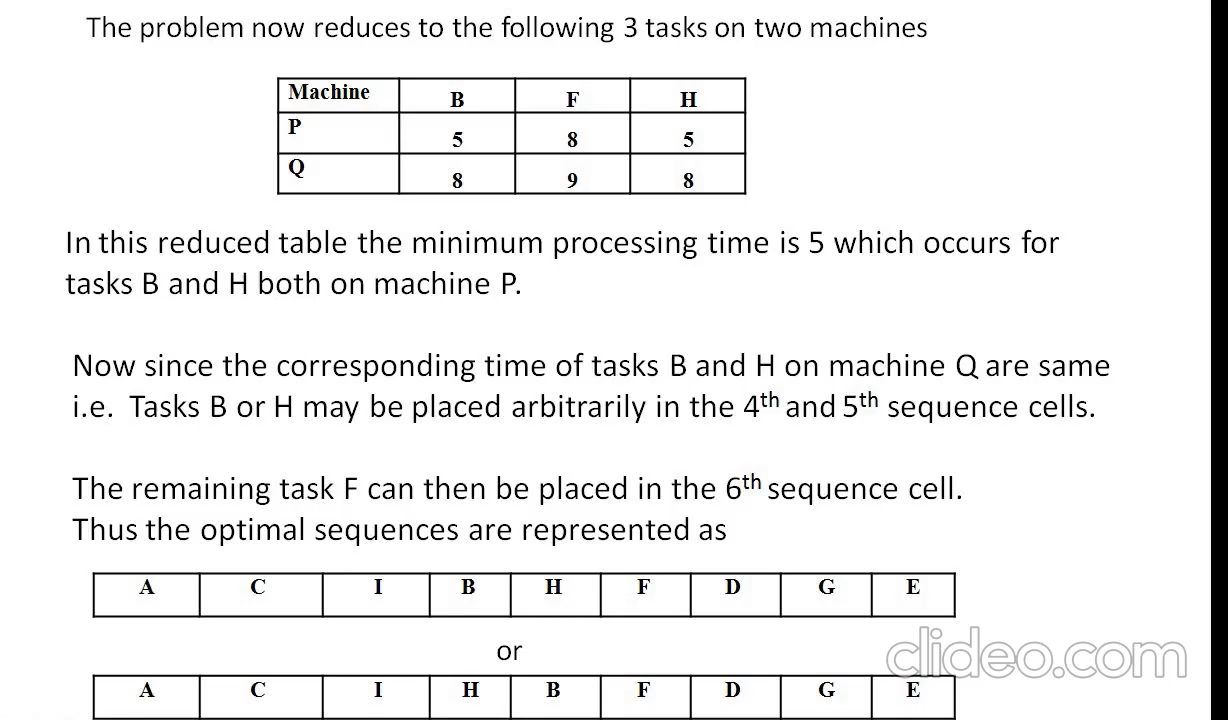 The problem now reduces to the following 3 tasks on two machines
Machine B F H
P 5 8 5
Q 8 9 8
In this reduced table the minimum processing time is 5 which occurs for
tasks B and H both on machine P.
Now since the corresponding time of tasks B and H on machine Q are same
i.e. Tasks B or H may be placed arbitrarily in the 4th and 5th sequence cells.
The remaining task F can then be placed in the 6th sequence cell.
Thus the optimal sequences are represented as
A C I B H F D G E
or
clideo.com
A C I H B F D G E